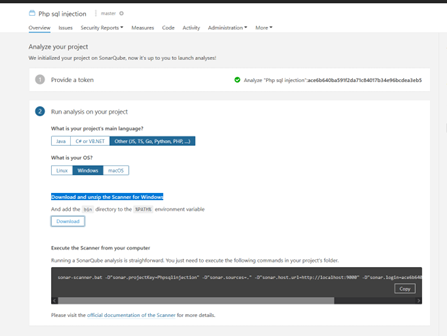 Php sql injection master
Overview Issues Security Reports Measures Code Activity Administration More
Analyze your project
We initialized your project on SonarQube, now it's up to you to launch analyses!
1 Provide a token Analyze "Php sql injection":
2 Run analysis on your project
What is your project's main language?
Java C# or VB.NET Other (JS, TS, Go, Python, PHP, ...)
What is your OS?
Linux Windows macOS
Download and unzip the Scanner for Windows
And add the bin directory to the %PATH% environment variable
Download
Execute the Scanner from your computer
Running a SonarQube analysis is straighforward. You just need to execute the following commands in your project's folder.
sonar-scanner.bat -D"sonar.projectKey=Phpsqlinjection" -D"sonar.sources=." -D"sonar.host.url=http://localhost:9000" -D"sonar.login=
Copy
Please visit the official documentation of the Scanner for more details.